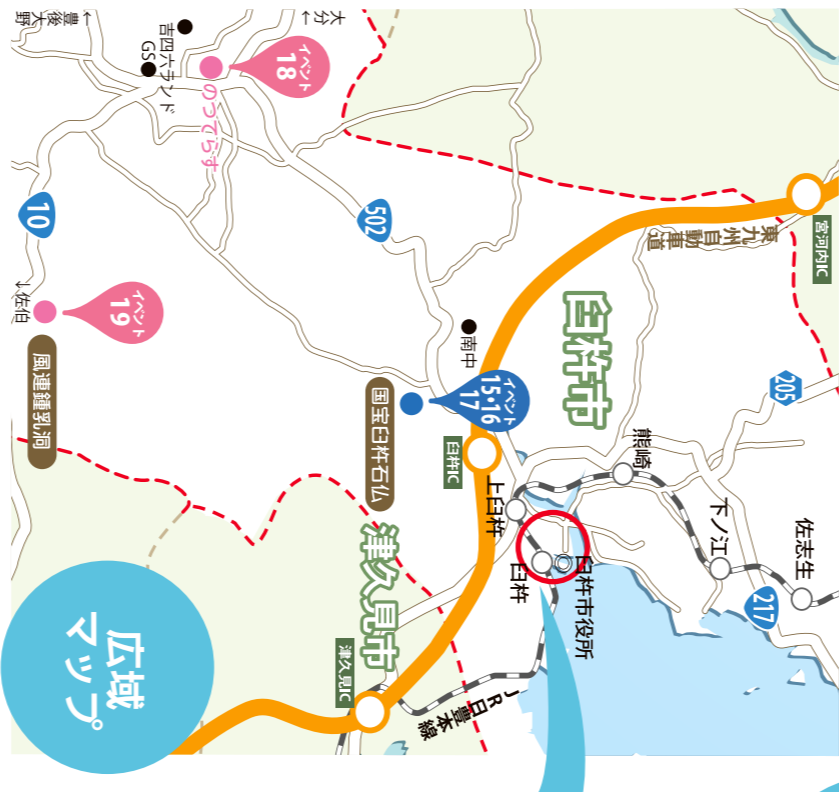 大分←
豊後大野←
吉四六ランド
GS
イベント
18
のってらす
宮河内IC
東九州自動車道
502
10
↓佐伯
イベント
19
風連鍾乳洞
南中
臼杵市
205
イベント
15・16
17
国宝臼杵石仏
臼杵IC
熊崎
上臼杵
下ノ江
佐志生
臼杵
臼杵市役所
217
津久見市
津久見IC
JR日豊本線
広域
マップ